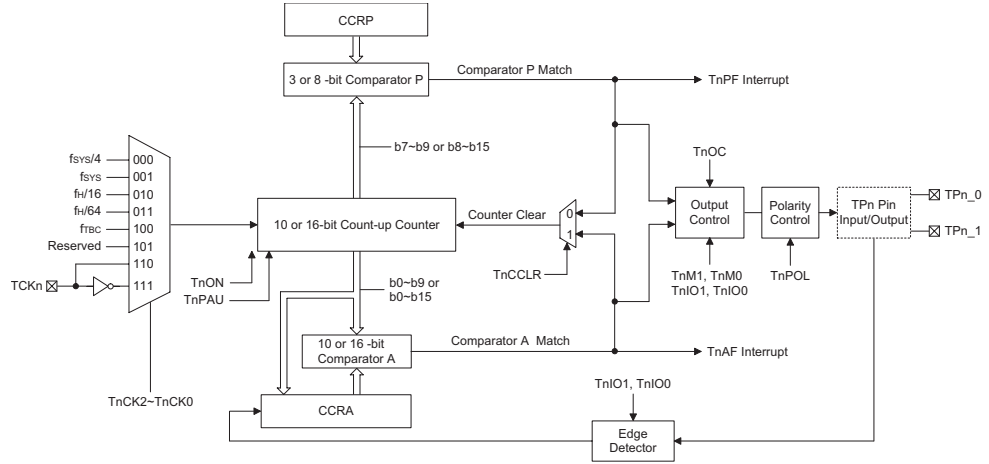 CCRP
3 or 8 -bit Comparator P
Comparator P Match
TnPF Interrupt
b7~b9 or b8~b15
fSYS/4
000
fSYS
001
fH/16
010
fH/64
011
fTBC
100
Reserved
101
110
TCKn
111
10 or 16-bit Count-up Counter
Counter Clear
0
1
TnOC
Output
Control
Polarity
Control
TPn Pin
Input/Output
TPn_0
TPn_1
TnON
TnPAU
TnCCLR
TnM1, TnM0
TnIO1, TnIO0
TnPOL
b0~b9 or
b0~b15
10 or 16 -bit
Comparator A
Comparator A Match
TnAF Interrupt
TnCK2~TnCK0
CCRA
TnIO1, TnIO0
Edge
Detector